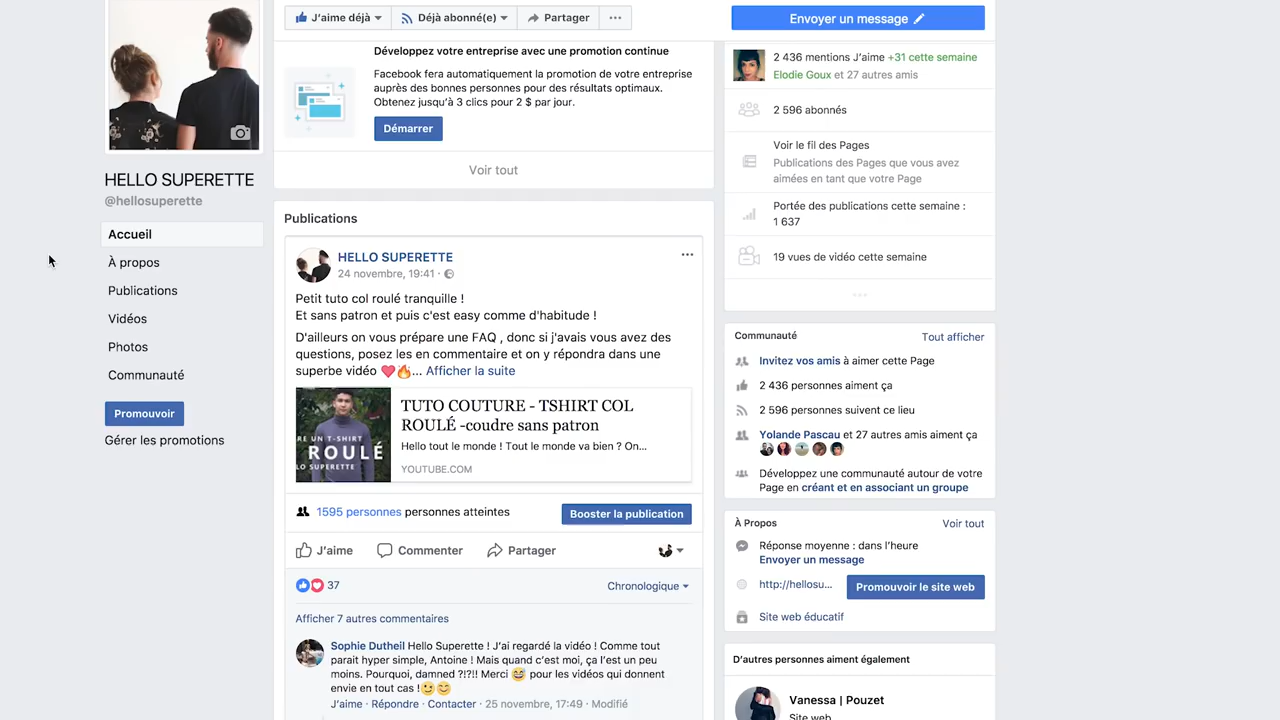 J'aime déjà
Déjà abonné(e)
Partager
Envoyer un message
HELLO SUPERETTE
@hellosuperette
Accueil
À propos
Publications
Vidéos
Photos
Communauté
Promouvoir
Gérer les promotions
Développez votre entreprise avec une promotion continue
Facebook fera automatiquement la promotion de votre entreprise
auprès des bonnes personnes pour des résultats optimaux.
Obtenez jusqu'à 3 clics pour 2 $ par jour.
Démarrer
Voir tout
Publications
HELLO SUPERETTE
24 novembre, 19:41 ·
Petit tuto col roulé tranquille !
Et sans patron et puis c'est easy comme d'habitude !
D'ailleurs on vous prépare une FAQ , donc si j'avais vous avez des
questions, posez les en commentaire et on y répondra dans une
superbe vidéo ❤️🔥... Afficher la suite
RE UN T-SHIRT
ROULÉ
LO SUPERETTE
TUTO COUTURE - TSHIRT COL
ROULÉ -coudre sans patron
Hello tout le monde ! Tout le monde va bien ? On...
YOUTUBE.COM
1595 personnes personnes atteintes
Booster la publication
J'aime
Commenter
Partager
37
Chronologique
Afficher 7 autres commentaires
Sophie Dutheil Hello Superette ! J'ai regardé la vidéo ! Comme tout
parait hyper simple, Antoine ! Mais quand c'est moi, ça l'est un peu
moins. Pourquoi, damned ?!?!! Merci 😅 pour les vidéos qui donnent
envie en tout cas !😉😊
J'aime · Répondre · Contacter · 25 novembre, 17:49 · Modifié
2 436 mentions J'aime +31 cette semaine
Elodie Goux et 27 autres amis
2 596 abonnés
Voir le fil des Pages
Publications des Pages que vous avez
aimées en tant que votre Page
Portée des publications cette semaine :
1 637
19 vues de vidéo cette semaine
Communauté
Tout afficher
Invitez vos amis à aimer cette Page
2 436 personnes aiment ça
2 596 personnes suivent ce lieu
Yolande Pascau et 27 autres amis aiment ça
Développez une communauté autour de votre
Page en créant et en associant un groupe
À Propos
Voir tout
Réponse moyenne : dans l'heure
Envoyer un message
http://hellosu...
Promouvoir le site web
Site web éducatif
D'autres personnes aiment également
Vanessa | Pouzet
Site web